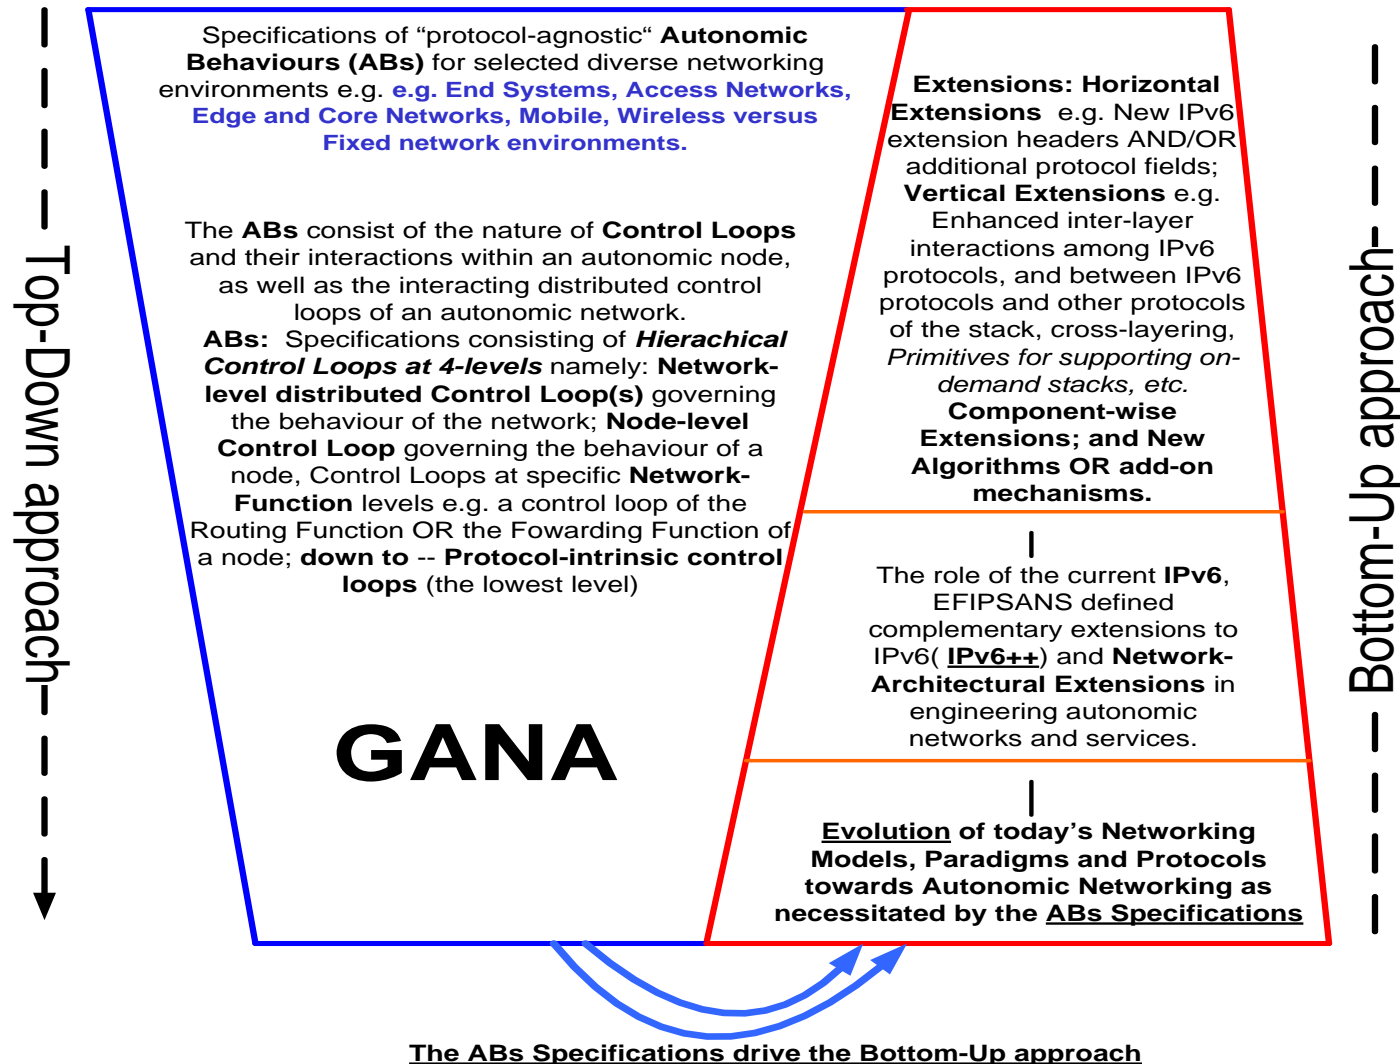 Top-Down approach
Specifications of “protocol-agnostic“ Autonomic
Behaviours (ABs) for selected diverse networking
environments e.g. e.g. End Systems, Access Networks,
Edge and Core Networks, Mobile, Wireless versus
Fixed network environments.
The ABs consist of the nature of Control Loops
and their interactions within an autonomic node,
as well as the interacting distributed control
loops of an autonomic network.
ABs: Specifications consisting of Hierachical
Control Loops at 4-levels namely: Network-
level distributed Control Loop(s) governing
the behaviour of the network; Node-level
Control Loop governing the behaviour of a
node, Control Loops at specific Network-
Function levels e.g. a control loop of the
Routing Function OR the Fowarding Function of
a node; down to -- Protocol-intrinsic control
loops (the lowest level)
GANA
Extensions: Horizontal
Extensions e.g. New IPv6
extension headers AND/OR
additional protocol fields;
Vertical Extensions e.g.
Enhanced inter-layer
interactions among IPv6
protocols, and between IPv6
protocols and other protocols
of the stack, cross-layering,
Primitives for supporting on-
demand stacks, etc.
Component-wise
Extensions; and New
Algorithms OR add-on
mechanisms.
The role of the current IPv6,
EFIPSANS defined
complementary extensions to
IPv6( IPv6++) and Network-
Architectural Extensions in
engineering autonomic
networks and services.
Evolution of today’s Networking
Models, Paradigms and Protocols
towards Autonomic Networking as
necessitated by the ABs Specifications
Bottom-Up approach
The ABs Specifications drive the Bottom-Up approach